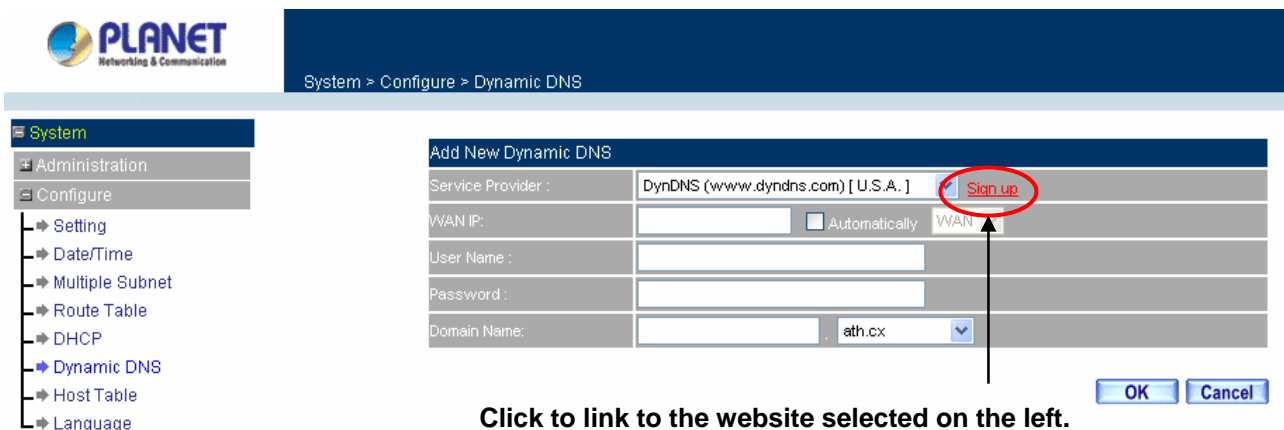 PLANET
Networking & Communication
System > Configure > Dynamic DNS
System
Administration
Configure
Setting
Date/Time
Multiple Subnet
Route Table
DHCP
Dynamic DNS
Host Table
Language
Add New Dynamic DNS
Service Provider : DynDNS (www.dyndns.com) [ U.S.A. ] Sign up
WAN IP: Automatically WAN
User Name :
Password :
Domain Name: . ath.cx
OK Cancel
Click to link to the website selected on the left.